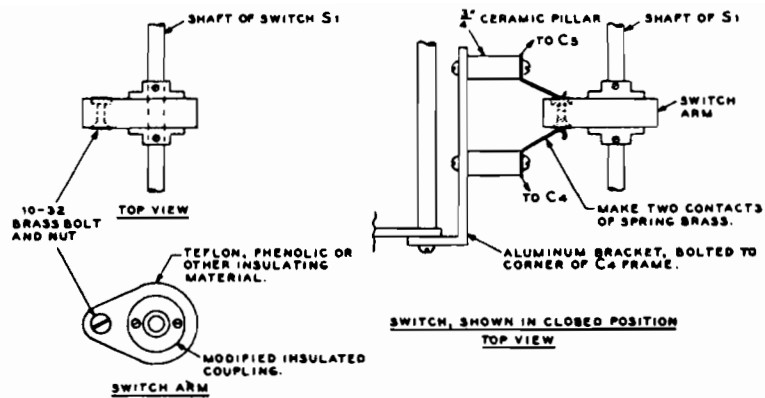 SHAFT OF SWITCH S1
10-32
BRASS BOLT
AND NUT
TOP VIEW
TEFLON, PHENOLIC OR
OTHER INSULATING
MATERIAL.
MODIFIED INSULATED
COUPLING.
SWITCH ARM
3/4" CERAMIC PILLAR
TO C5
SHAFT OF S1
SWITCH
ARM
TO C4
MAKE TWO CONTACTS
OF SPRING BRASS.
ALUMINUM BRACKET, BOLTED TO
CORNER OF C4 FRAME.
SWITCH, SHOWN IN CLOSED POSITION
TOP VIEW